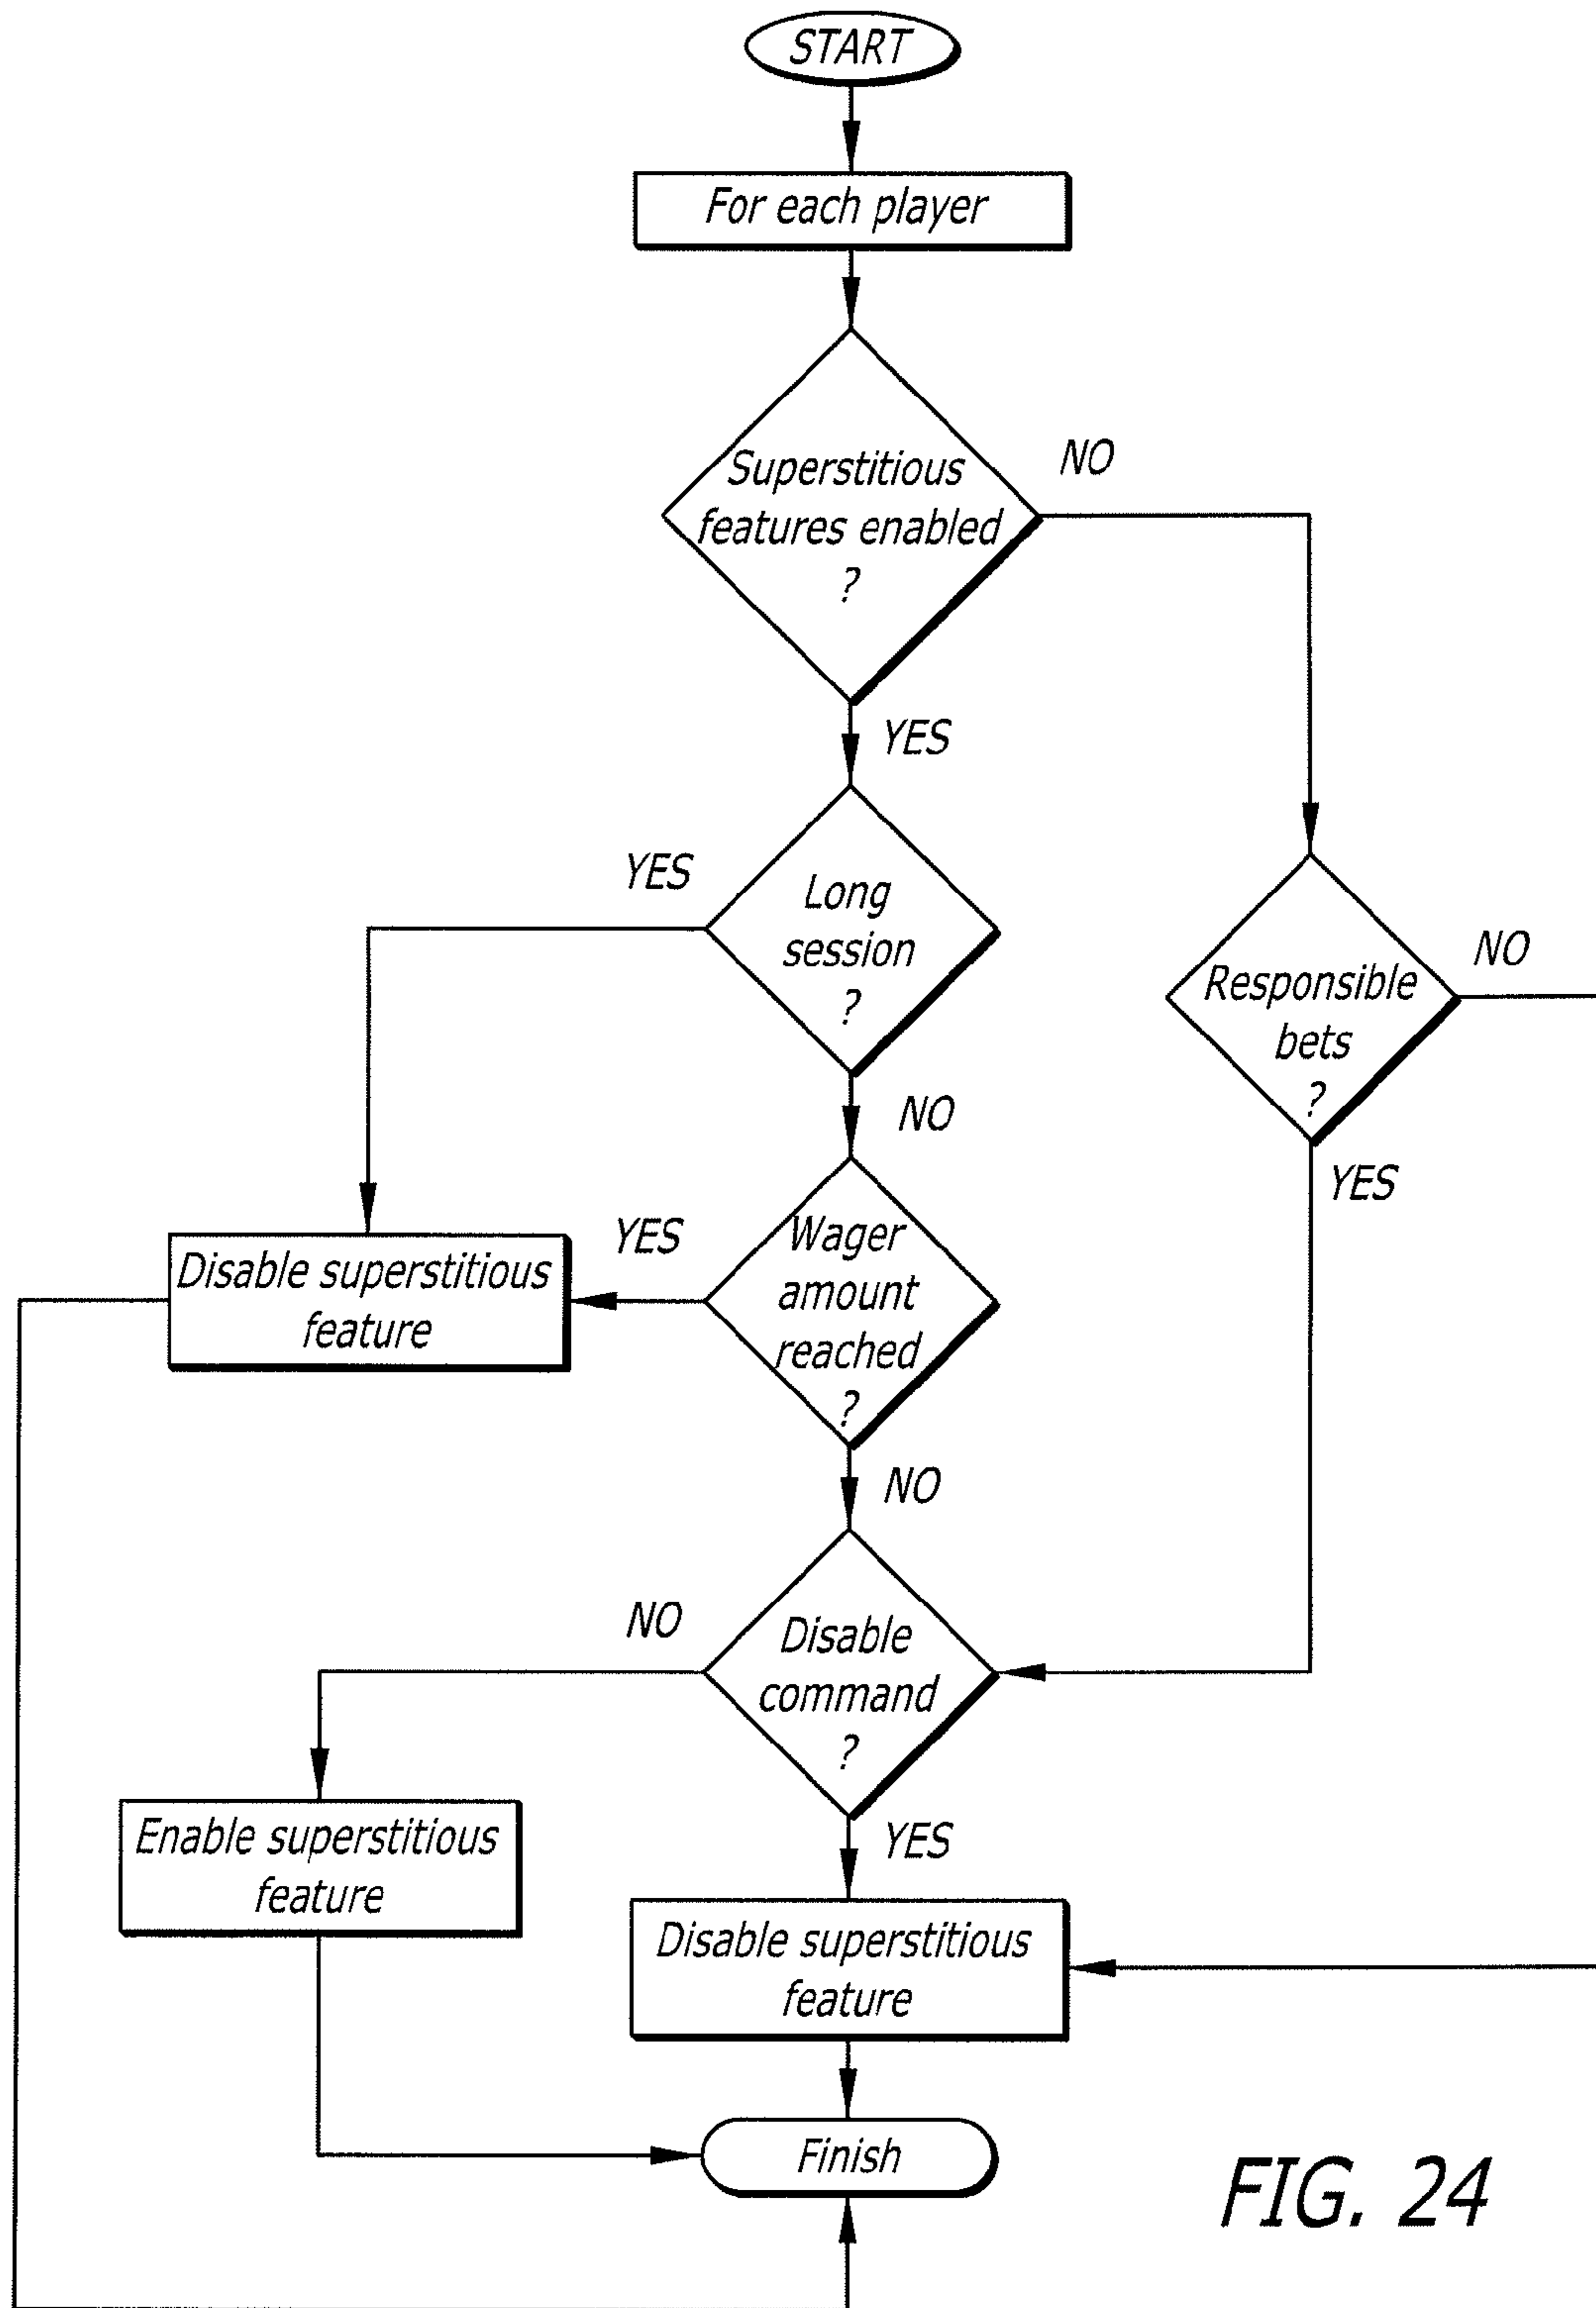 START
For each player
Superstitious
features enabled
?
NO
YES
YES
Long
session
?
NO
Responsible
bets
?
NO
YES
Disable superstitious
feature
YES
Wager
amount
reached
?
NO
NO
Disable
command
?
YES
Enable superstitious
feature
Disable superstitious
feature
Finish
FIG. 24